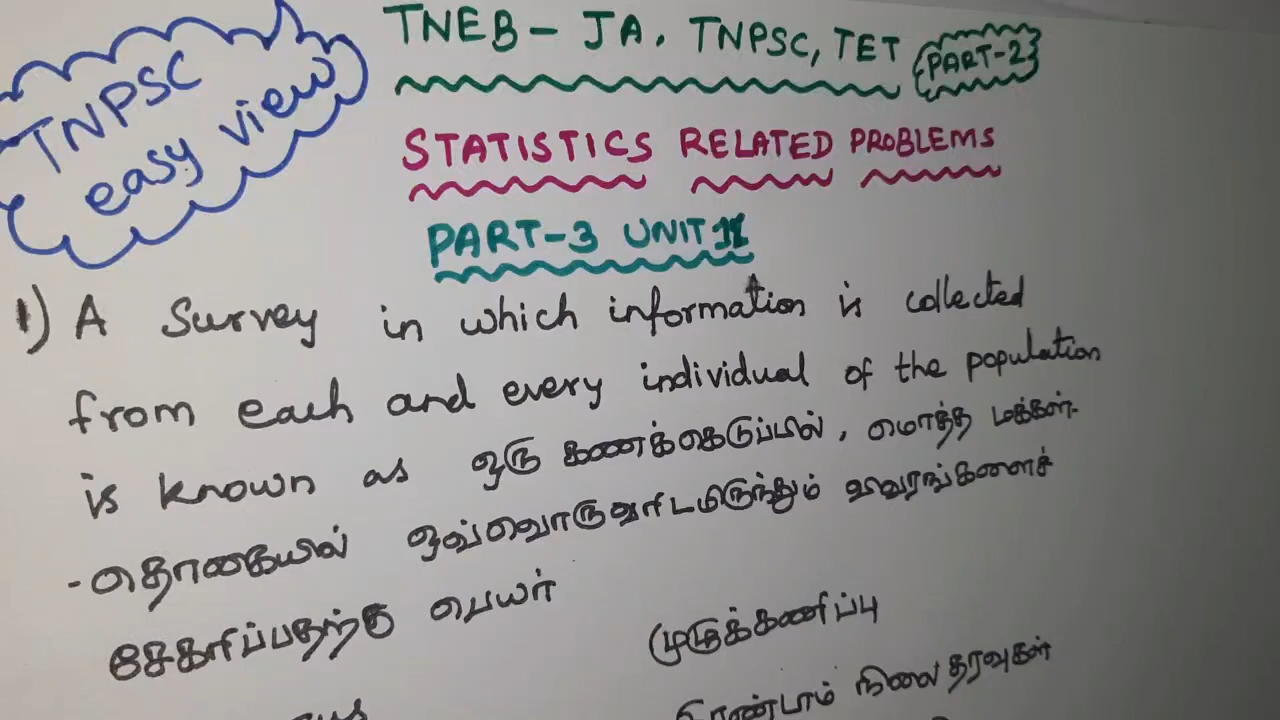 TNPSC
easy view
TNEB - JA, TNPSC, TET PART-2
STATISTICS RELATED PROBLEMS
PART-3 UNIT
1) A Survey in which information is collected
from each and every individual of the population
is known as ஒரு கணக்கெடுப்பில், மொத்த மக்கள்-
-தொகையில் ஒவ்வொருவரிடமிருந்தும் விவரங்களைச்
சேகரிப்பதற்கு பெயர்
முழுக்கணிப்பு
இரண்டாம் நிலை தரவுகள்